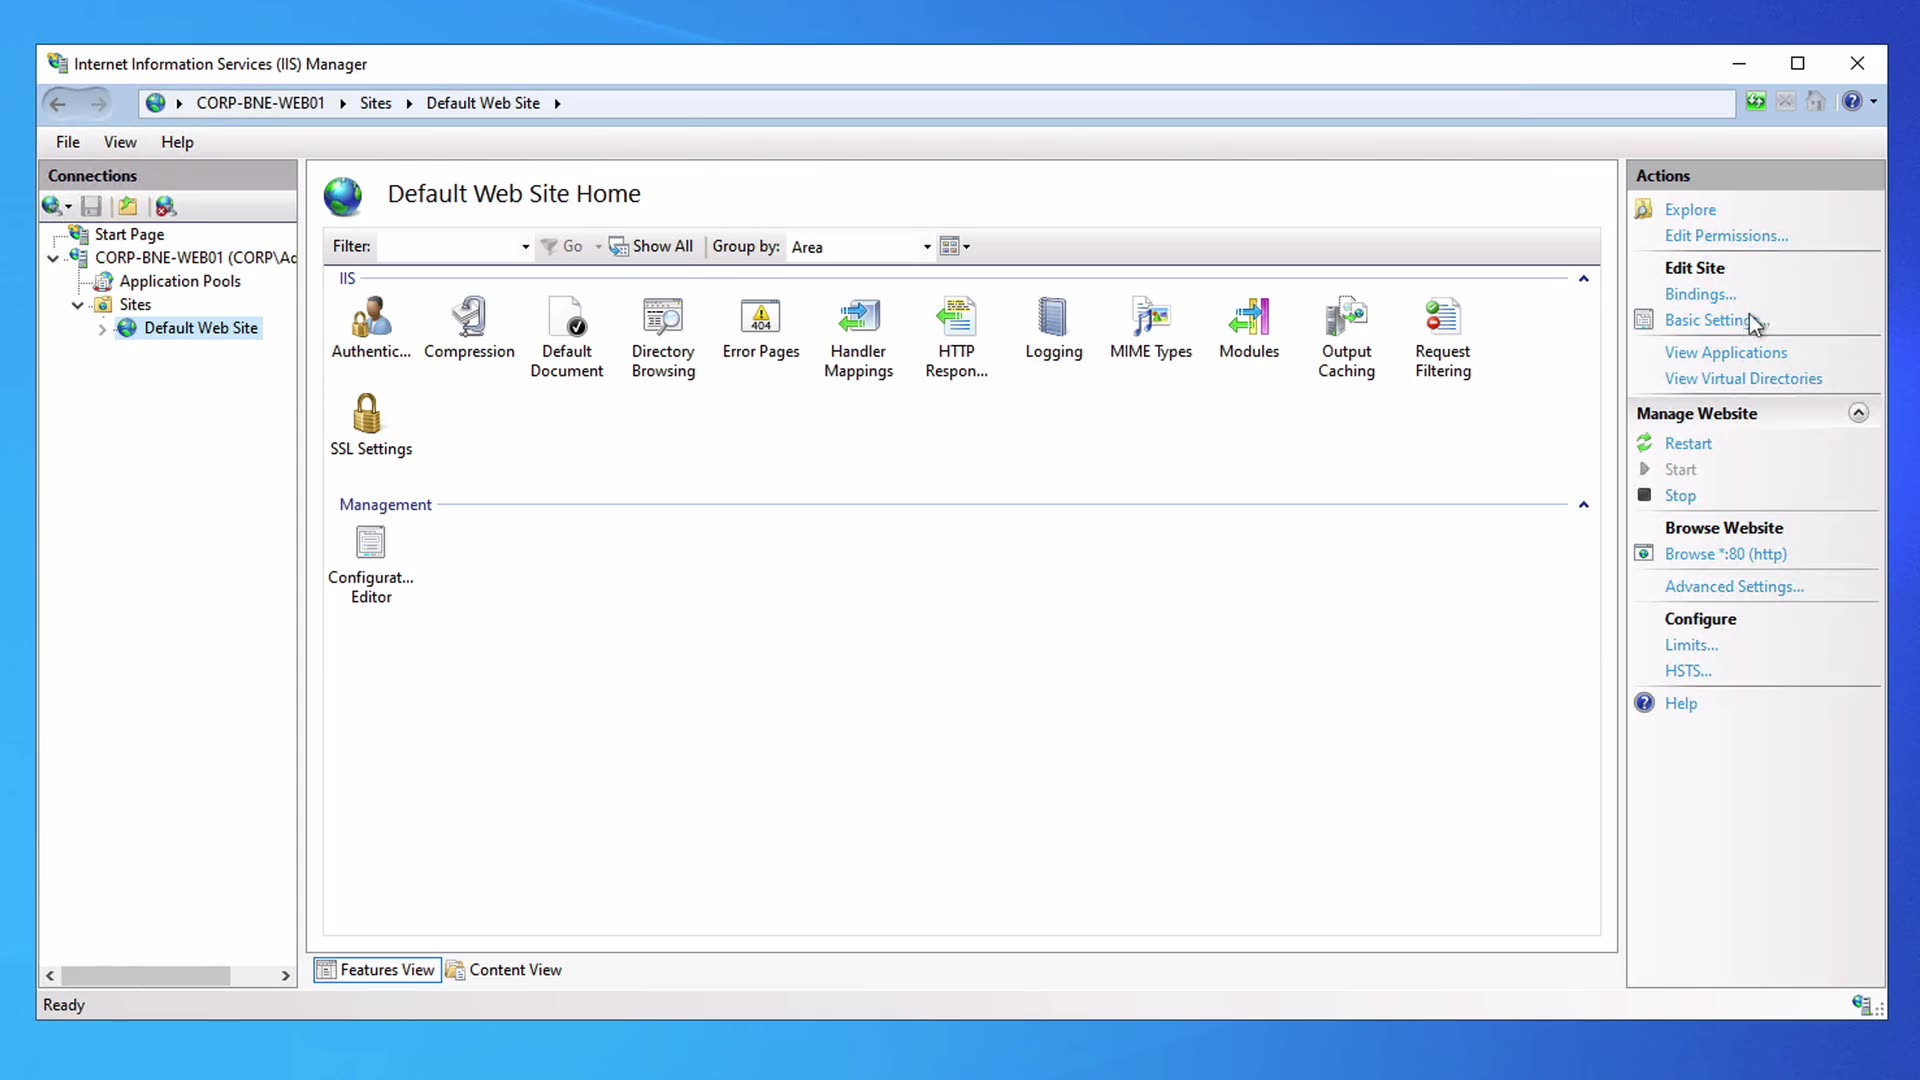 Internet Information Services (IIS) Manager
CORP-BNE-WEB01 Sites Default Web Site
File View Help
Connections
Start Page
CORP-BNE-WEB01 (CORP\Ad
Application Pools
Sites
Default Web Site
Default Web Site Home
Filter: Go Show All Group by: Area
IIS
Authentic... Compression Default Document Directory Browsing Error Pages Handler Mappings HTTP Respon... Logging MIME Types Modules Output Caching Request Filtering
404
SSL Settings
Management
Configurat... Editor
Features View Content View
Actions
Explore
Edit Permissions...
Edit Site
Bindings...
Basic Settings...
View Applications
View Virtual Directories
Manage Website
Restart
Start
Stop
Browse Website
Browse *:80 (http)
Advanced Settings...
Configure
Limits...
HSTS...
Help
Ready